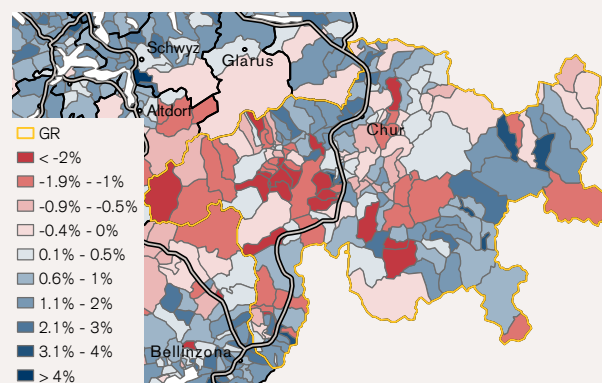 Schwyz
Glarus
Altdorf
Chur
Bellinzona
GR
< -2%
-1.9% - -1%
-0.9% - -0.5%
-0.4% - 0%
0.1% - 0.5%
0.6% - 1%
1.1% - 2%
2.1% - 3%
3.1% - 4%
> 4%